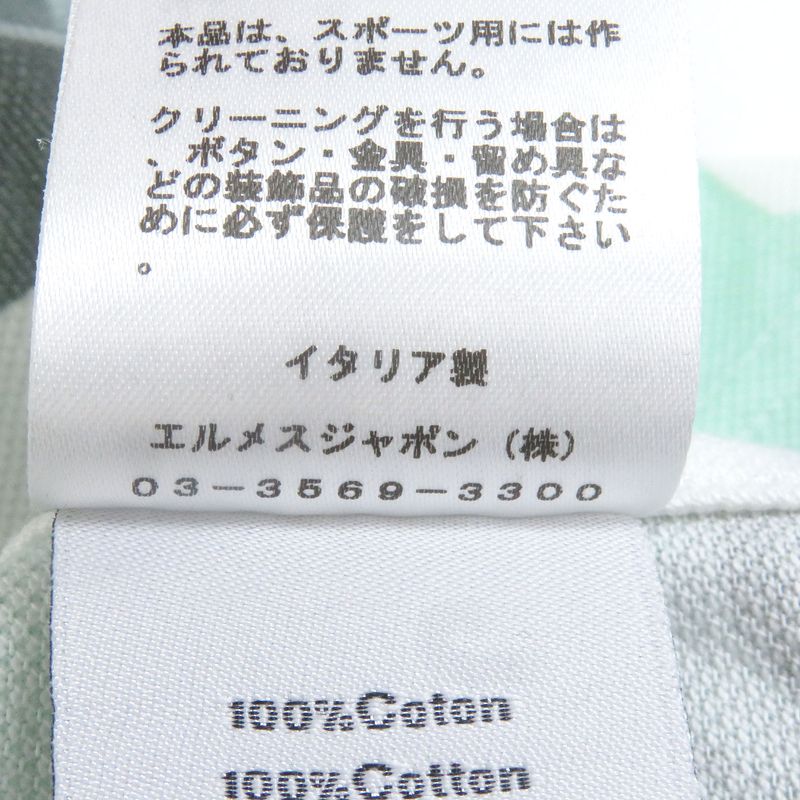 本品は、スポーツ用には作
られておりません。
クリーニングを行う場合は
、ボタン・金具・留め具な
どの装飾品の破損を防ぐた
めに必ず保護をして下さい
。
イタリア製
エルメスジャポン（株）
03-3569-3300
100%Coton
100%Cotton